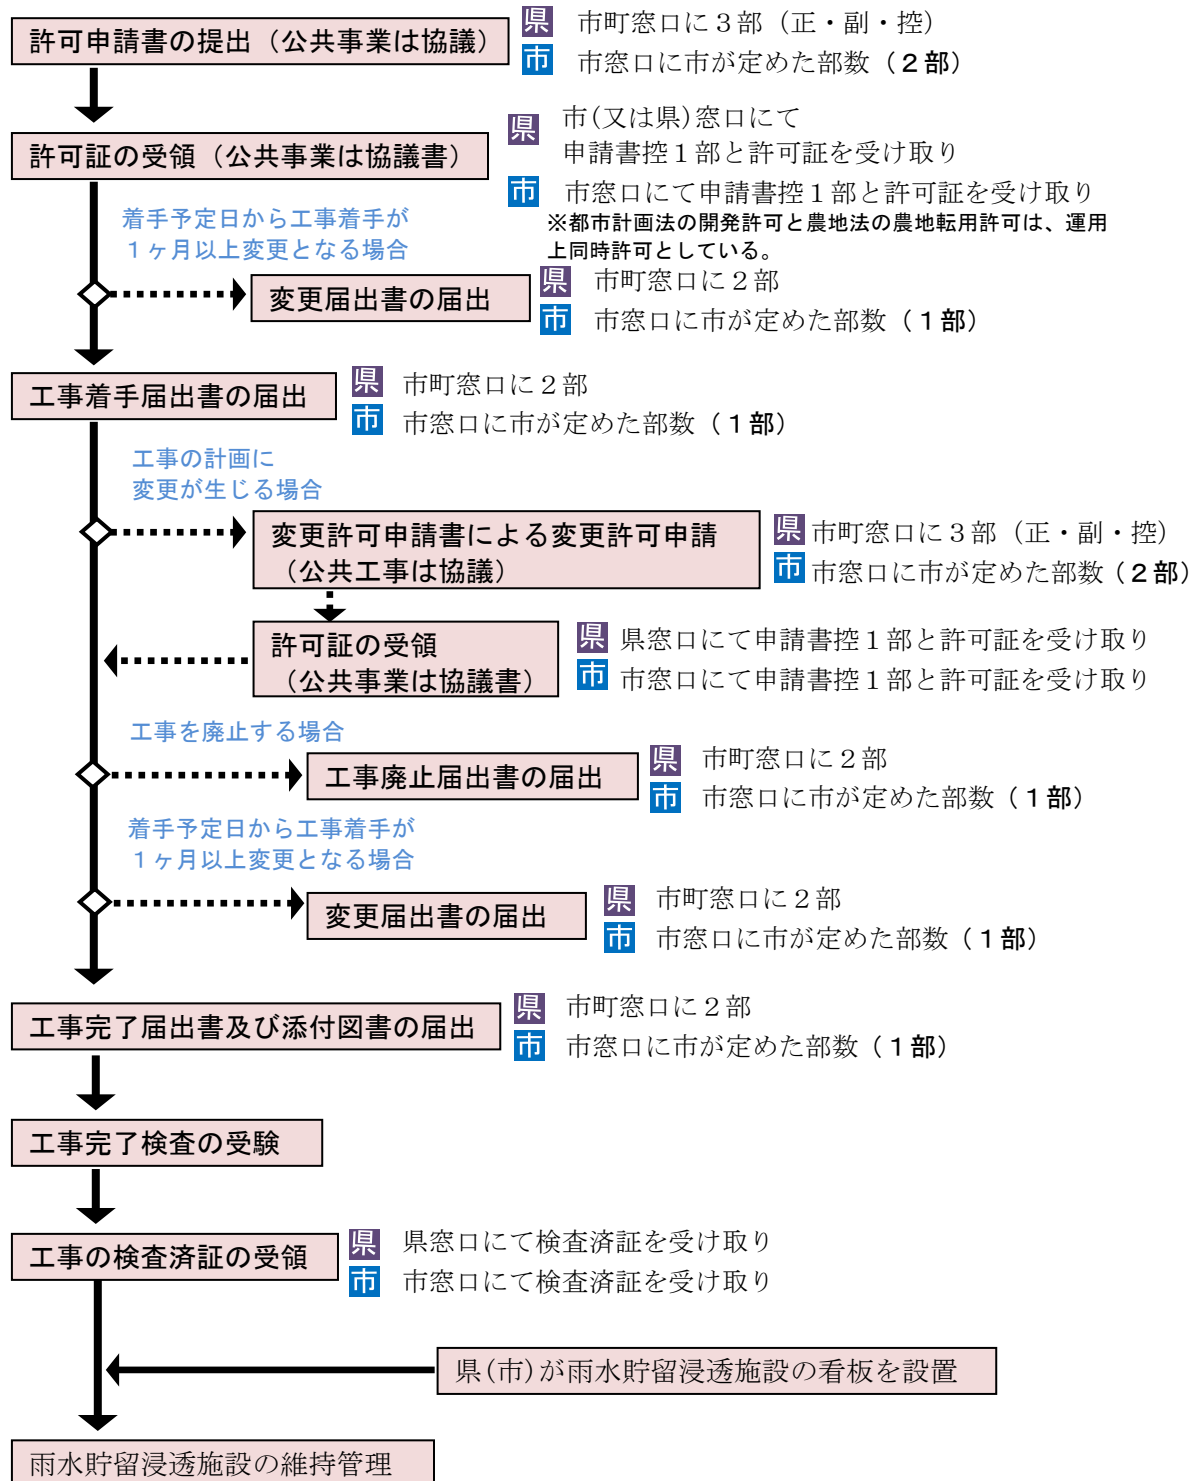 許可申請書の提出（公共事業は協議）
県 市町窓口に３部（正・副・控）
市 市窓口に市が定めた部数（２部）
許可証の受領（公共事業は協議書）
県 市(又は県)窓口にて
申請書控１部と許可証を受け取り
市 市窓口にて申請書控１部と許可証を受け取り
※都市計画法の開発許可と農地法の農地転用許可は、運用
上同時許可としている。
着手予定日から工事着手が
１ヶ月以上変更となる場合
変更届出書の届出
県 市町窓口に２部
市 市窓口に市が定めた部数（１部）
工事着手届出書の届出
県 市町窓口に２部
市 市窓口に市が定めた部数（１部）
工事の計画に
変更が生じる場合
変更許可申請書による変更許可申請
（公共工事は協議）
県 市町窓口に３部（正・副・控）
市 市窓口に市が定めた部数（２部）
許可証の受領
（公共事業は協議書）
県 県窓口にて申請書控１部と許可証を受け取り
市 市窓口にて申請書控１部と許可証を受け取り
工事を廃止する場合
工事廃止届出書の届出
県 市町窓口に２部
市 市窓口に市が定めた部数（１部）
着手予定日から工事着手が
１ヶ月以上変更となる場合
変更届出書の届出
県 市町窓口に２部
市 市窓口に市が定めた部数（１部）
工事完了届出書及び添付図書の届出
県 市町窓口に２部
市 市窓口に市が定めた部数（１部）
工事完了検査の受験
工事の検査済証の受領
県 県窓口にて検査済証を受け取り
市 市窓口にて検査済証を受け取り
県(市)が雨水貯留浸透施設の看板を設置
雨水貯留浸透施設の維持管理